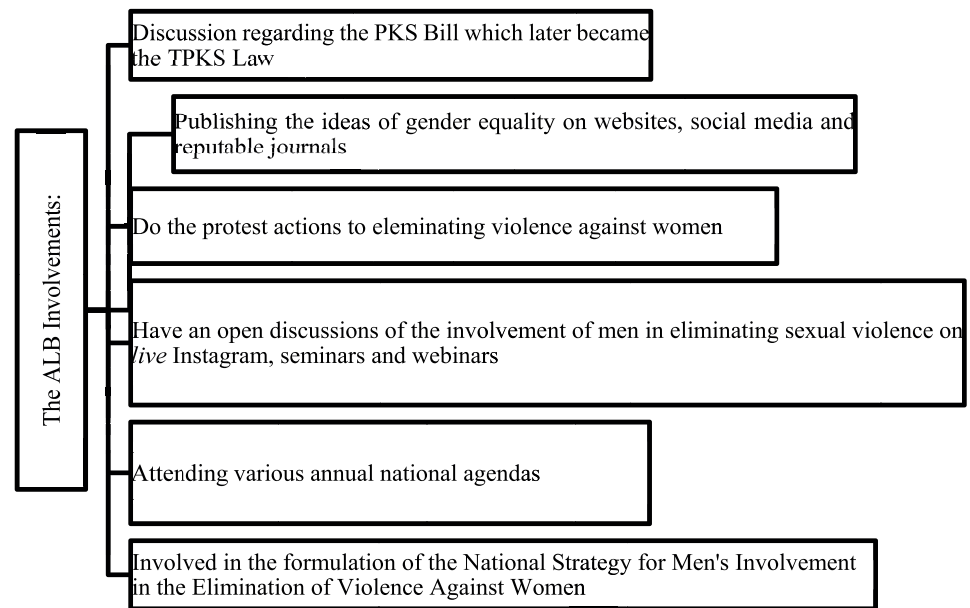 The ALB Involvements:
Discussion regarding the PKS Bill which later became
the TPKS Law
Publishing the ideas of gender equality on websites, social media and
reputable journals
Do the protest actions to eleminating violence against women
Have an open discussions of the involvement of men in eliminating sexual violence on
live Instagram, seminars and webinars
Attending various annual national agendas
Involved in the formulation of the National Strategy for Men's Involvement
in the Elimination of Violence Against Women